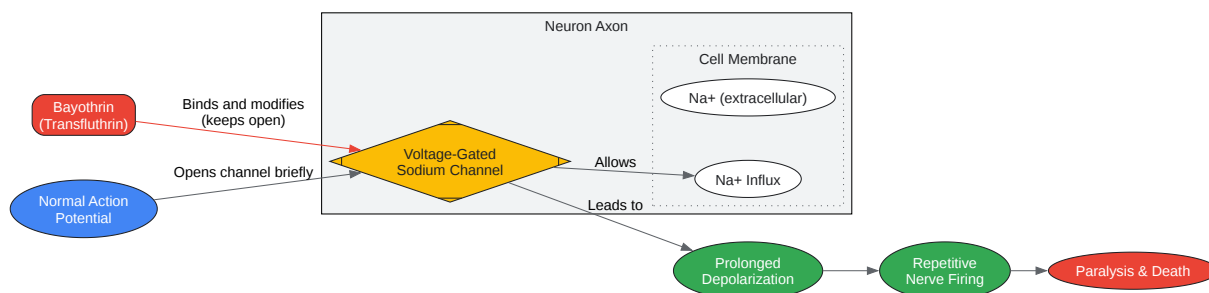 Neuron Axon
Cell Membrane
Na+ (extracellular)
Bayothrin
(Transfluthrin)
Binds and modifies
(keeps open)
Voltage-Gated
Sodium Channel
Allows
Opens channel briefly
Na+ Influx
Normal Action
Potential
Leads to
Prolonged
Depolarization
Repetitive
Nerve Firing
Paralysis & Death